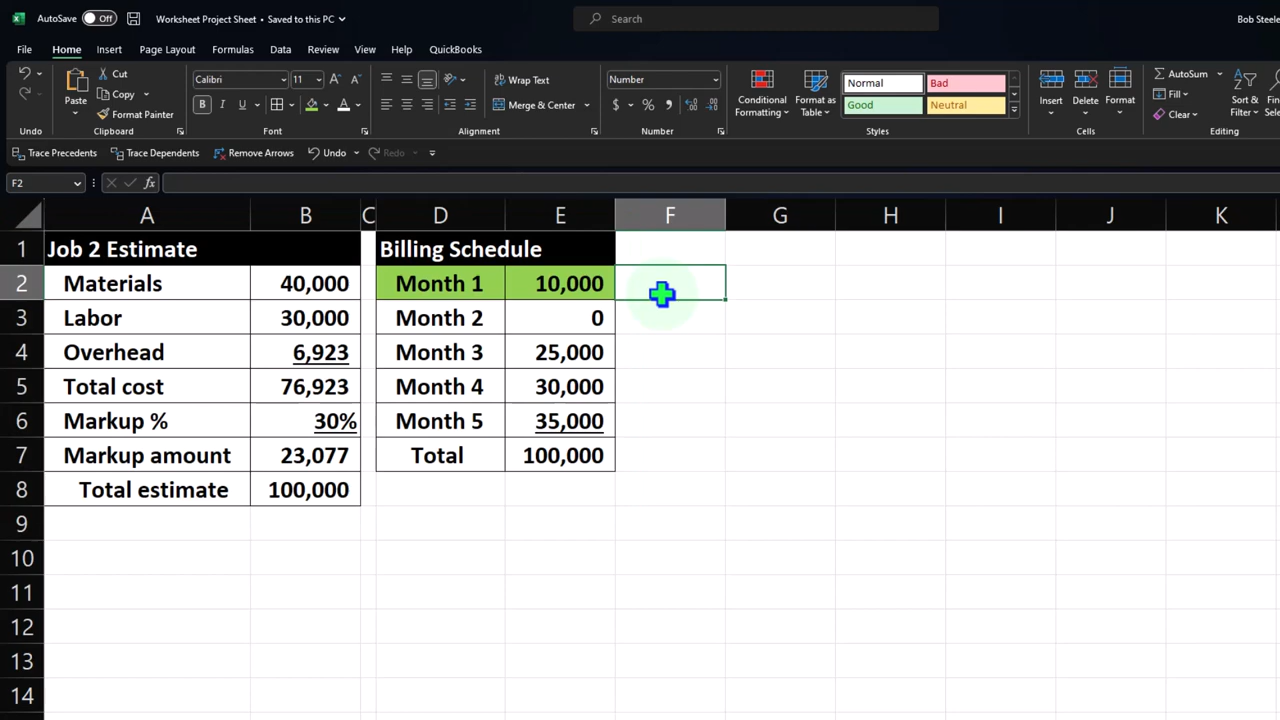 AutoSave Off Worksheet Project Sheet • Saved to this PC Search Bob Steele
File Home Insert Page Layout Formulas Data Review View Help QuickBooks
Undo
Paste
Cut
Copy
Format Painter
Clipboard
Calibri 11
B I U
Font
Wrap Text
Merge & Center
Alignment
Number
$ % 9
Number
Conditional Formatting
Format as Table
Normal Bad
Good Neutral
Styles
Insert Delete Format
Cells
AutoSum
Fill
Clear
Sort & Filter
Editing
Trace Precedents Trace Dependents Remove Arrows Undo Redo
F2 fx
A B C D E F G H I J K
1 Job 2 Estimate Billing Schedule
2 Materials 40,000 Month 1 10,000
3 Labor 30,000 Month 2 0
4 Overhead 6,923 Month 3 25,000
5 Total cost 76,923 Month 4 30,000
6 Markup % 30% Month 5 35,000
7 Markup amount 23,077 Total 100,000
8 Total estimate 100,000
9
10
11
12
13
14